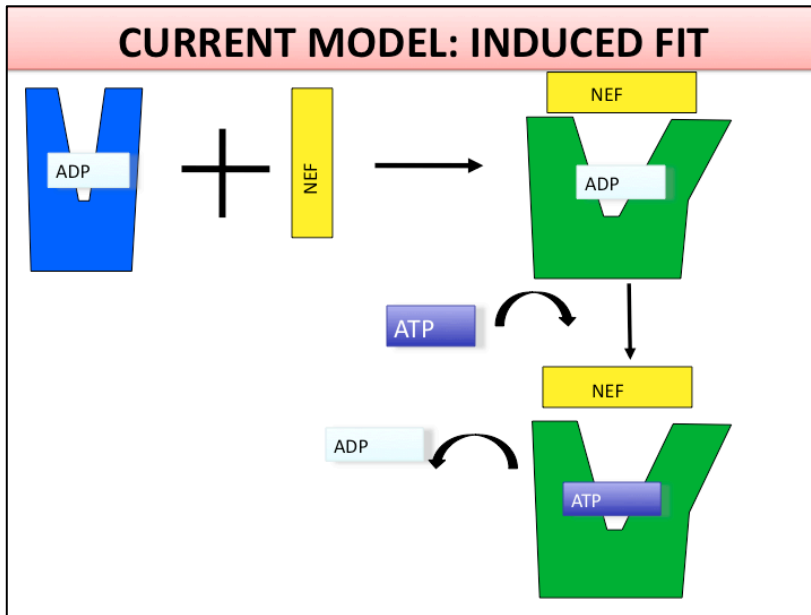 CURRENT MODEL: INDUCED FIT
NEF
ADP
NEF
ADP
ATP
NEF
ADP
ATP